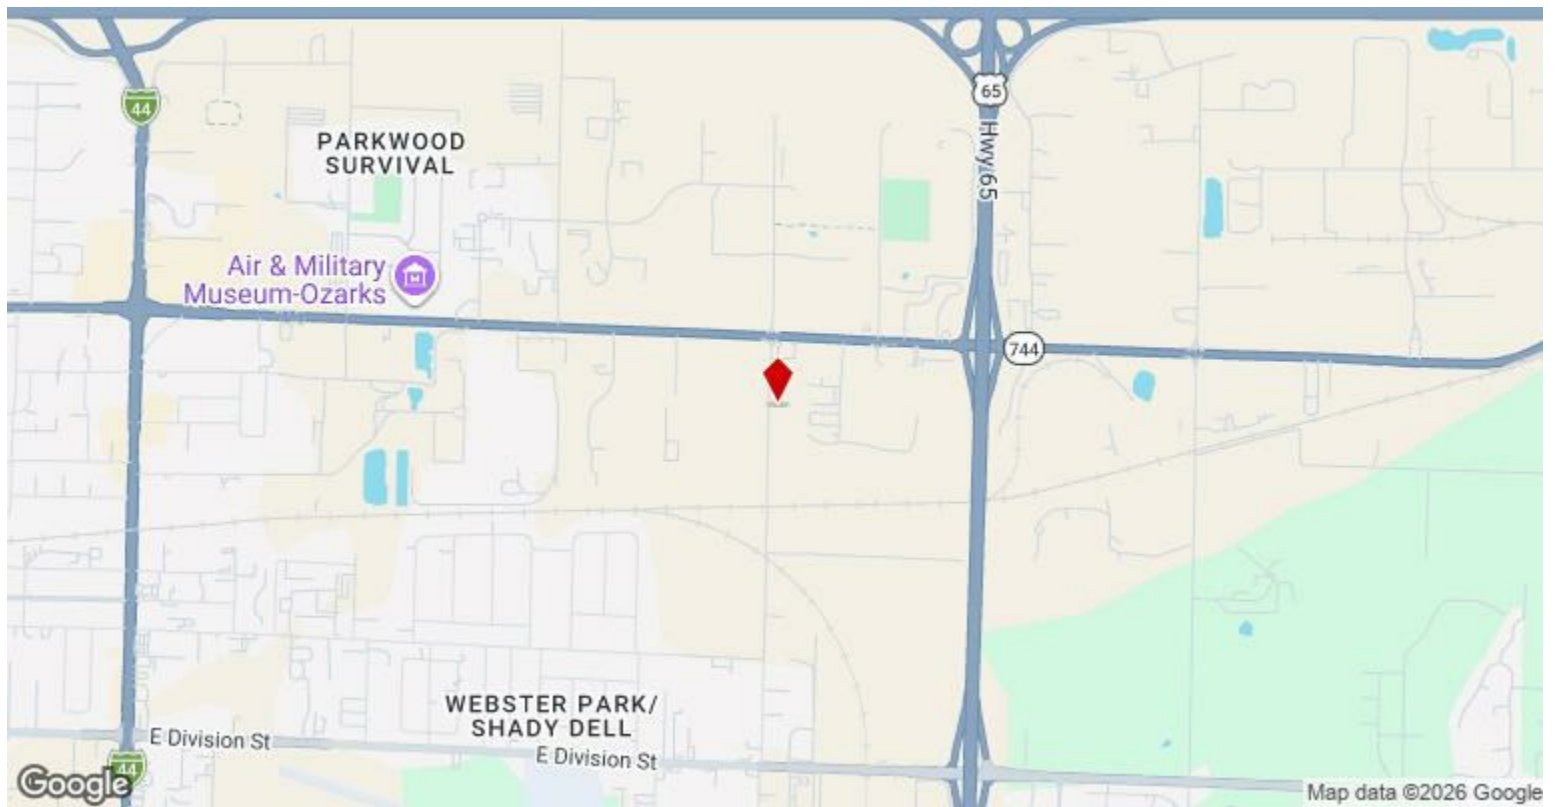 44
65
Hwy 65
PARKWOOD
SURVIVAL
Air & Military
Museum-Ozarks
744
WEBSTER PARK/
SHADY DELL
E Division St
E Division St
44
Google
Map data ©2026 Google